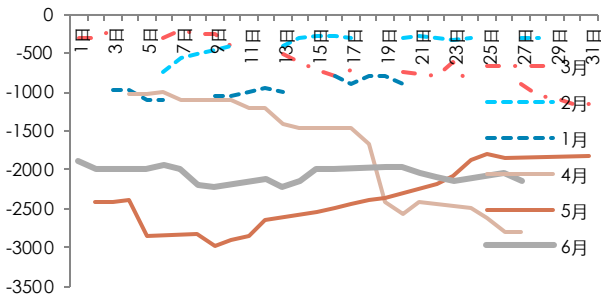 0
-500
-1000
-1500
-2000
-2500
-3000
-3500
1日
3日
5日
7日
9日
11日
13日
15日
17日
19日
21日
23日
25日
27日
29日
31日
3月
2月
1月
4月
5月
6月